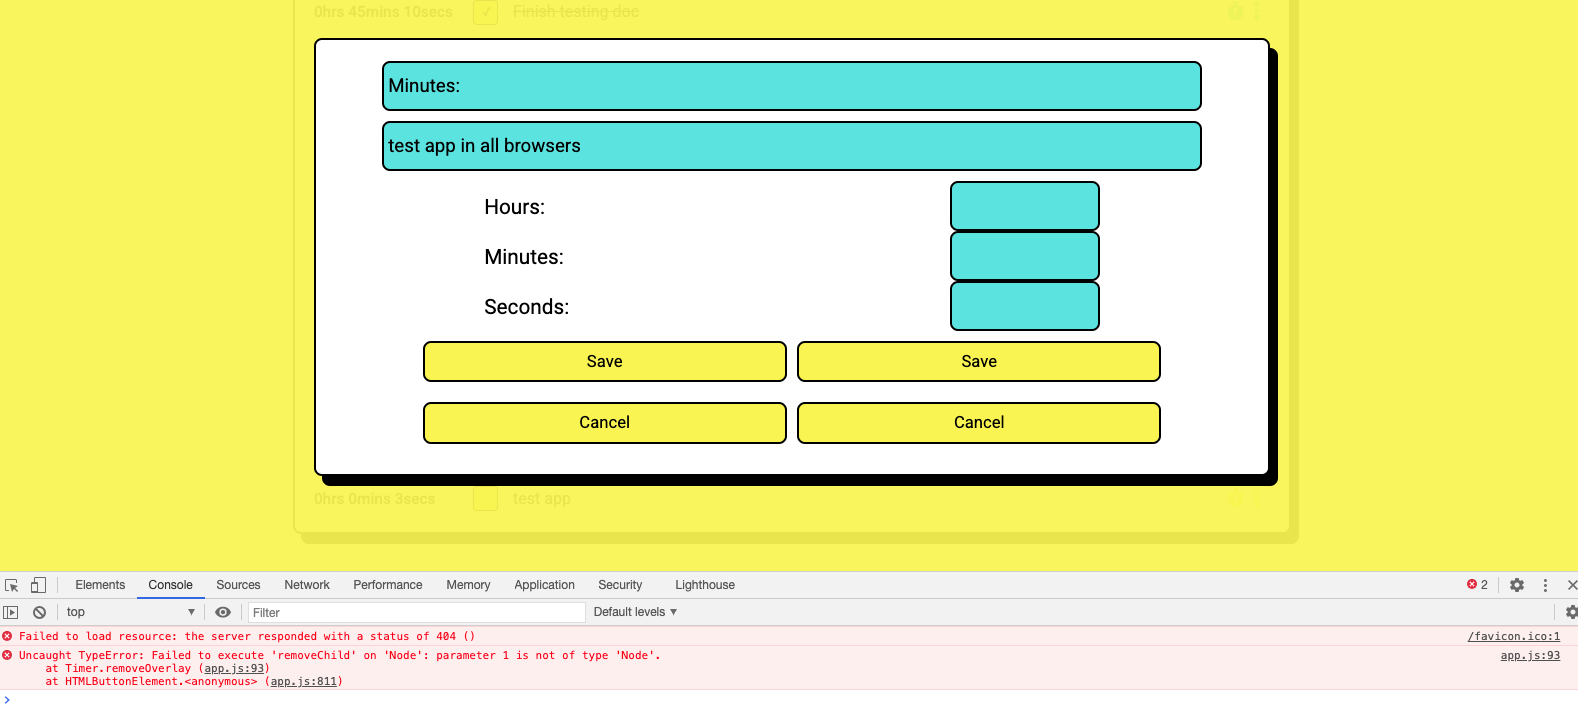 0hrs 45mins 10secs ✓ Finish testing doc
Minutes:
test app in all browsers
Hours:
Minutes:
Seconds:
Save Save
Cancel Cancel
0hrs 0mins 3secs test app
Elements Console Sources Network Performance Memory Application Security Lighthouse 2
top Filter Default levels
Failed to load resource: the server responded with a status of 404 () /favicon.ico:1
Uncaught TypeError: Failed to execute 'removeChild' on 'Node': parameter 1 is not of type 'Node'. app.js:93
at Timer.removeOverlay (app.js:93)
at HTMLButtonElement.<anonymous> (app.js:811)